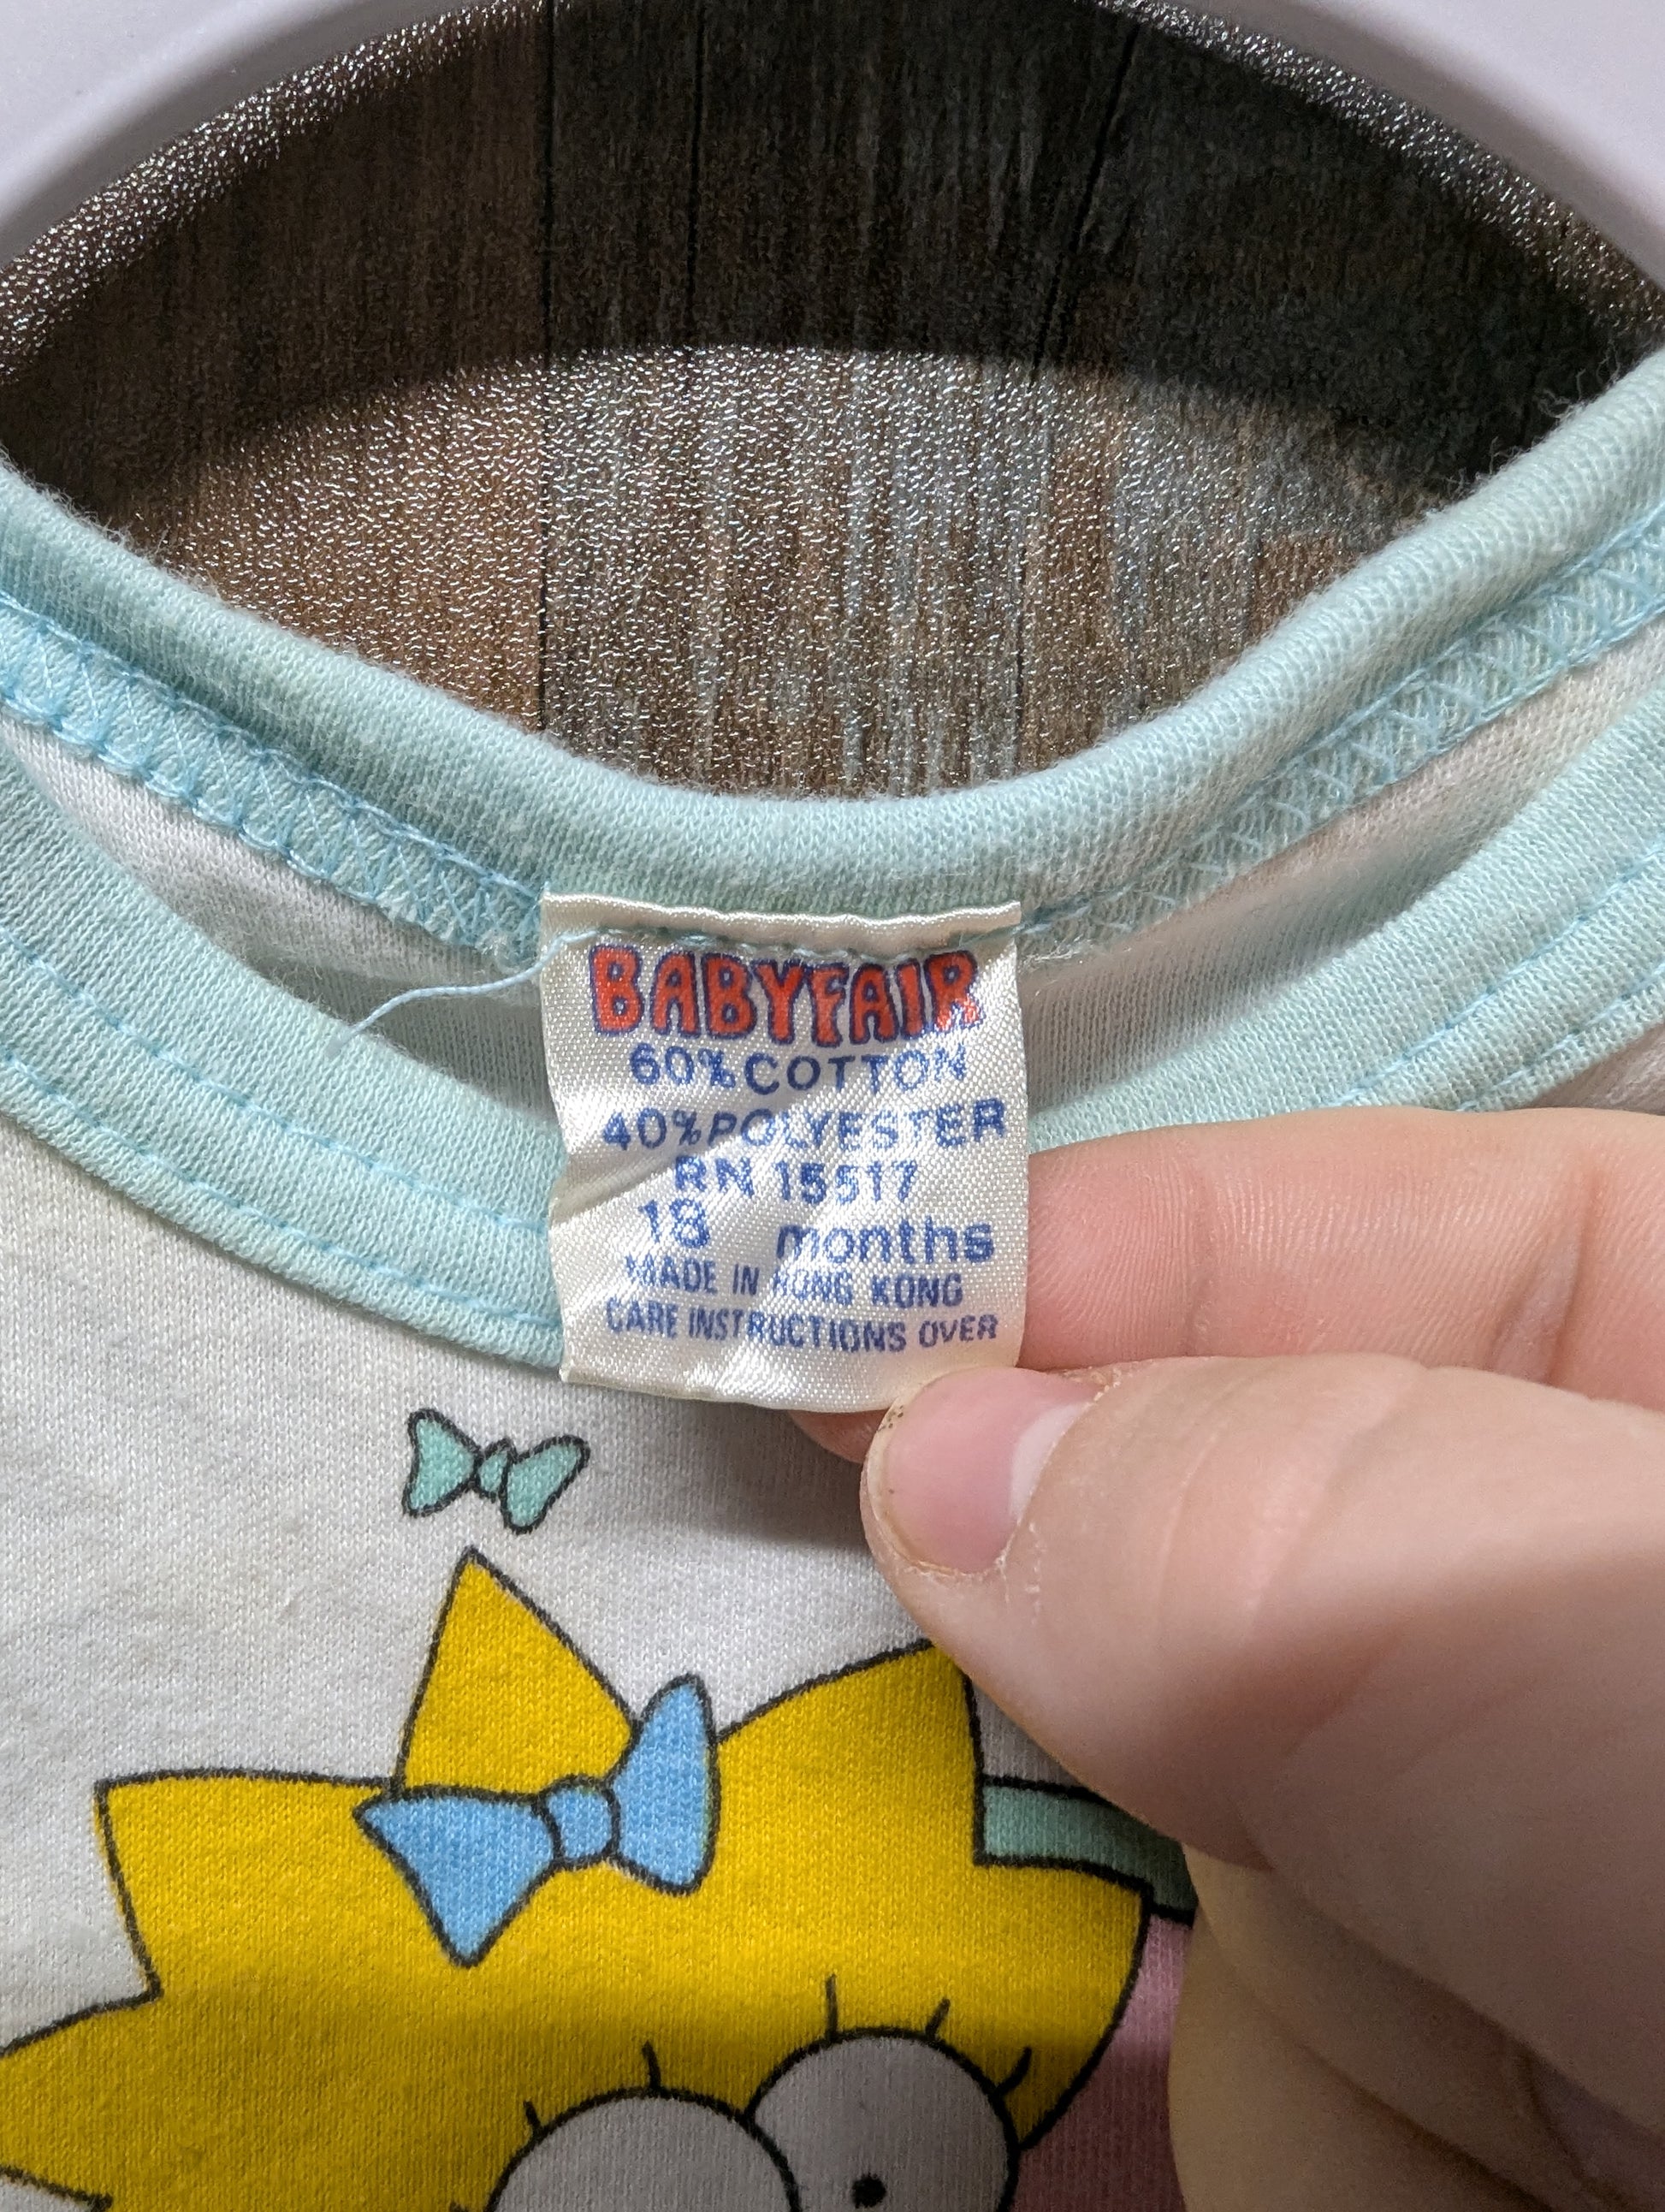 BABYFAIR
60% COTTON
40% POLYESTER
RN 15517
18 months
MADE IN HONG KONG
CARE INSTRUCTIONS OVER